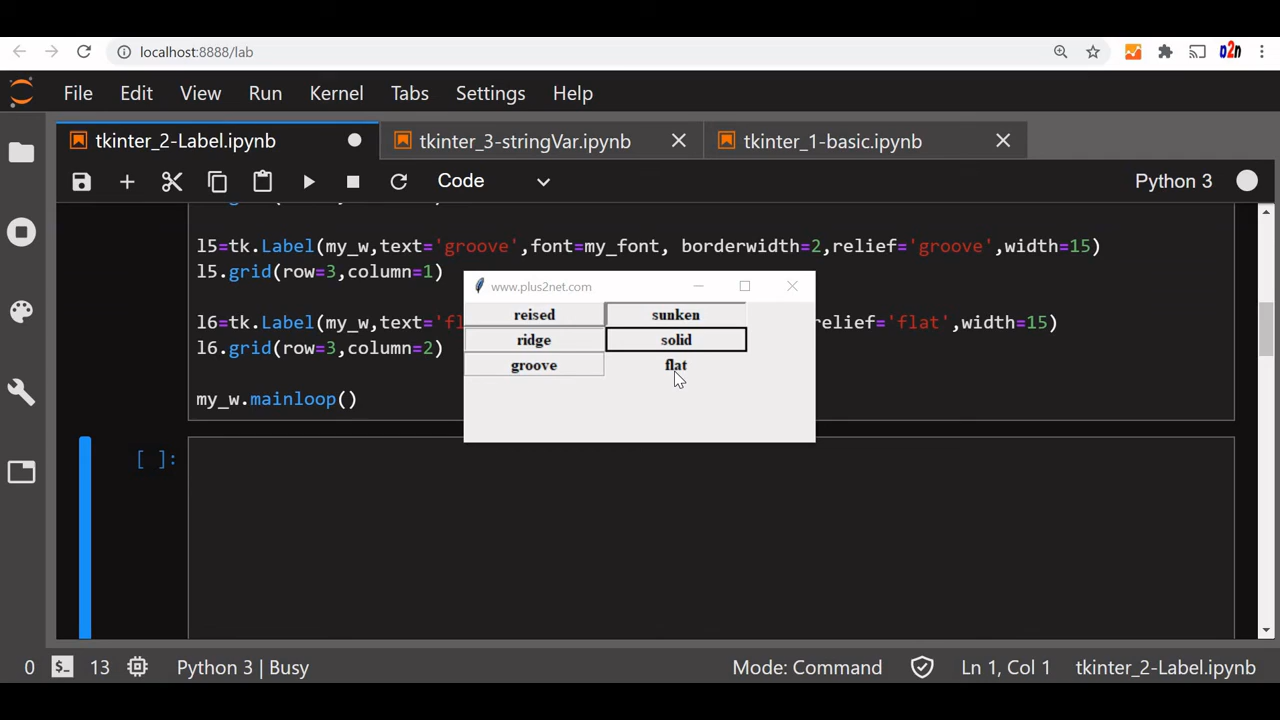 localhost:8888/lab
File Edit View Run Kernel Tabs Settings Help
tkinter_2-Label.ipynb tkinter_3-stringVar.ipynb tkinter_1-basic.ipynb
Code Python 3
l5=tk.Label(my_w,text='groove',font=my_font, borderwidth=2,relief='groove',width=15)
l5.grid(row=3,column=1)
www.plus2net.com
reised sunken
l6=tk.Label(my_w,text='fl relief='flat',width=15)
ridge solid
l6.grid(row=3,column=2)
groove flat
my_w.mainloop()
[ ]:
0 13 Python 3 | Busy Mode: Command Ln 1, Col 1 tkinter_2-Label.ipynb